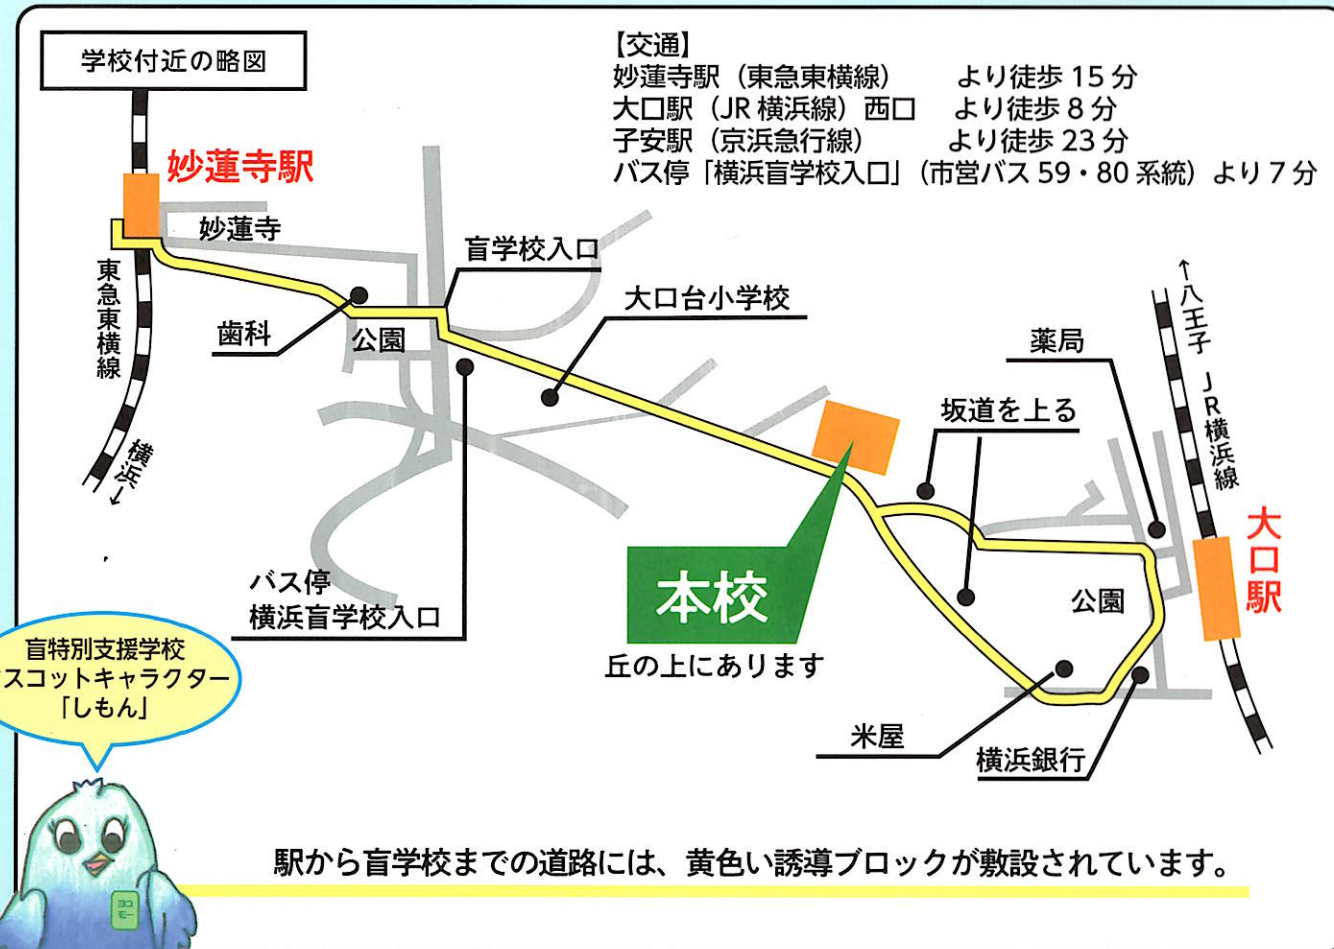 学校付近の略図
【交通】
妙蓮寺駅（東急東横線）　より徒歩 15 分
大口駅（JR 横浜線）西口　より徒歩 8 分
子安駅（京浜急行線）　より徒歩 23 分
バス停「横浜盲学校入口」（市営バス 59・80 系統）より 7 分
妙蓮寺駅
妙蓮寺
東急東横線
横浜↓
歯科
公園
盲学校入口
大口台小学校
バス停
横浜盲学校入口
本校
丘の上にあります
坂道を上る
薬局
↑八王子 JR横浜線
大口駅
公園
米屋
横浜銀行
盲特別支援学校
スコットキャラクター
「しもん」
ヨコ
モー
駅から盲学校までの道路には、黄色い誘導ブロックが敷設されています。